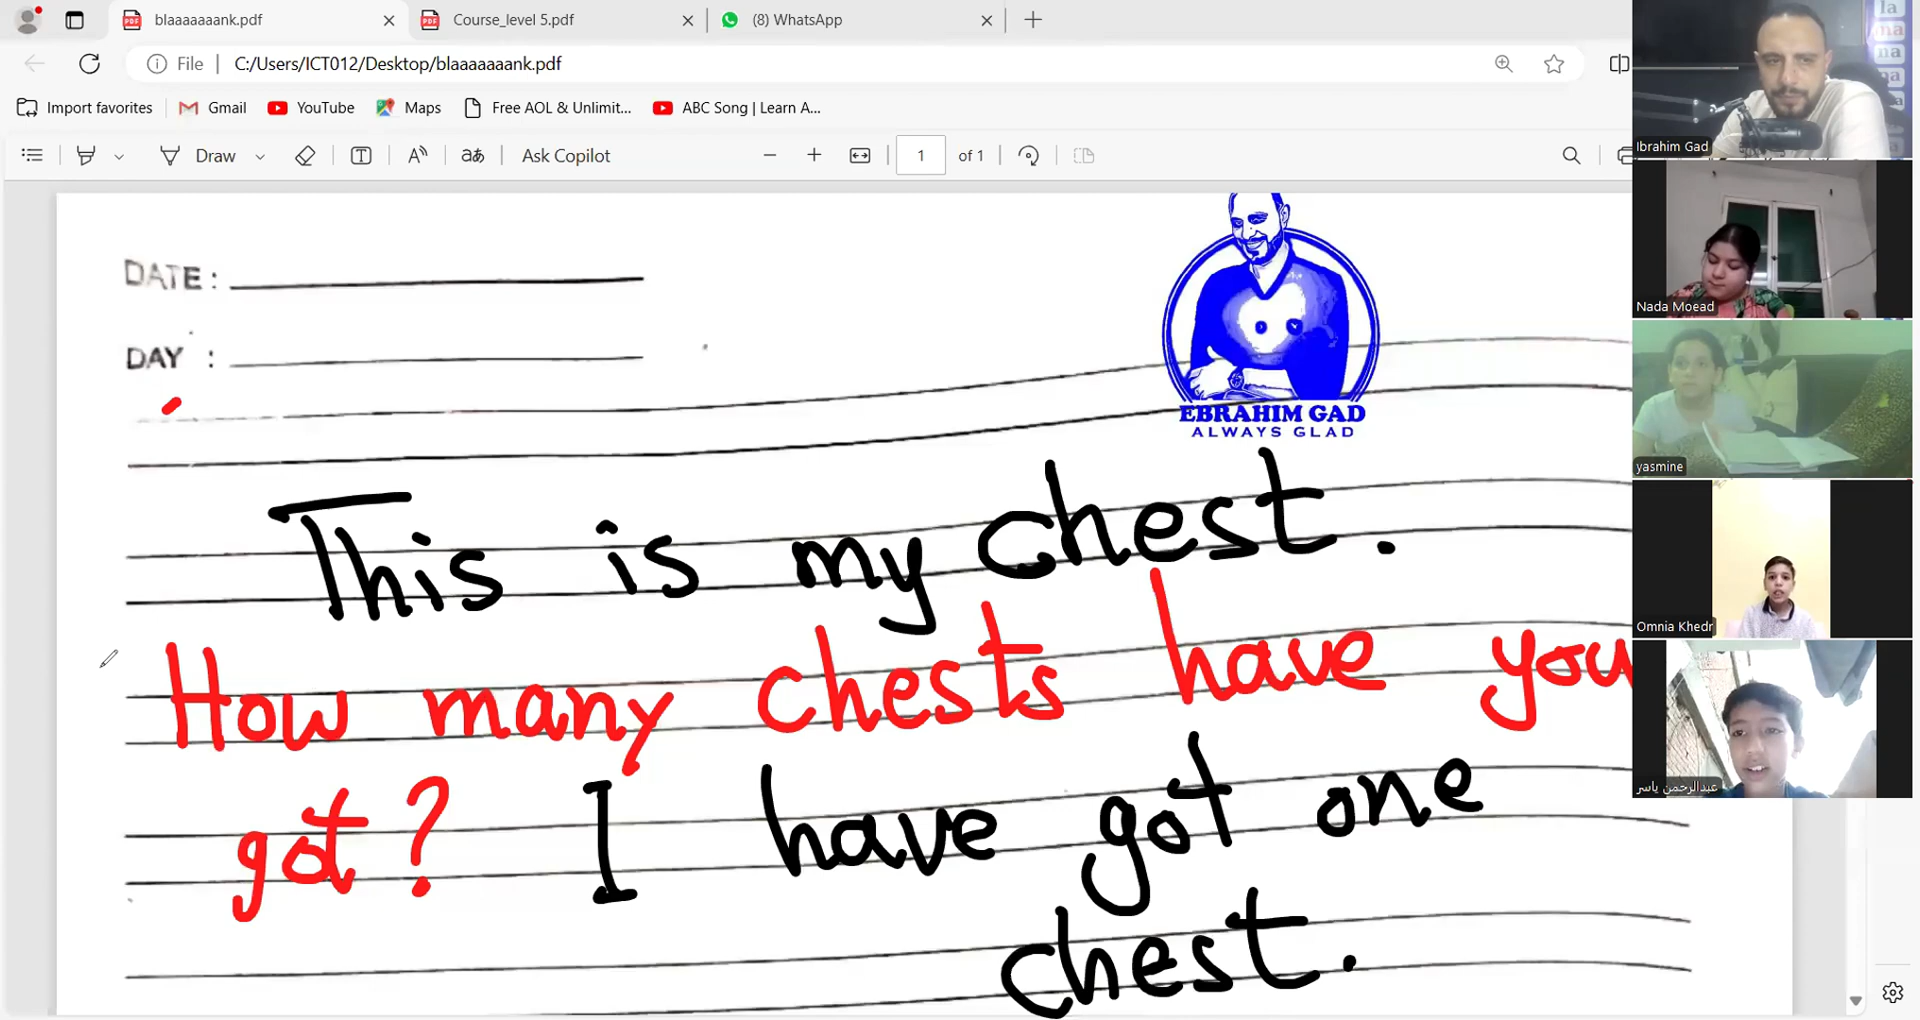 blaaaaaaank.pdf
Course_level 5.pdf
(8) WhatsApp
File
C:/Users/ICT012/Desktop/blaaaaaaank.pdf
Import favorites
Gmail
YouTube
Maps
Free AOL & Unlimit...
ABC Song | Learn A...
Draw
Ask Copilot
1
of 1
DATE :
DAY :
EBRAHIM GAD
ALWAYS GLAD
This is my chest.
How many chests have you
got? I have got one
chest.
Ibrahim Gad
Nada Moead
yasmine
Omnia Khedr
عبدالرحمن ياسر